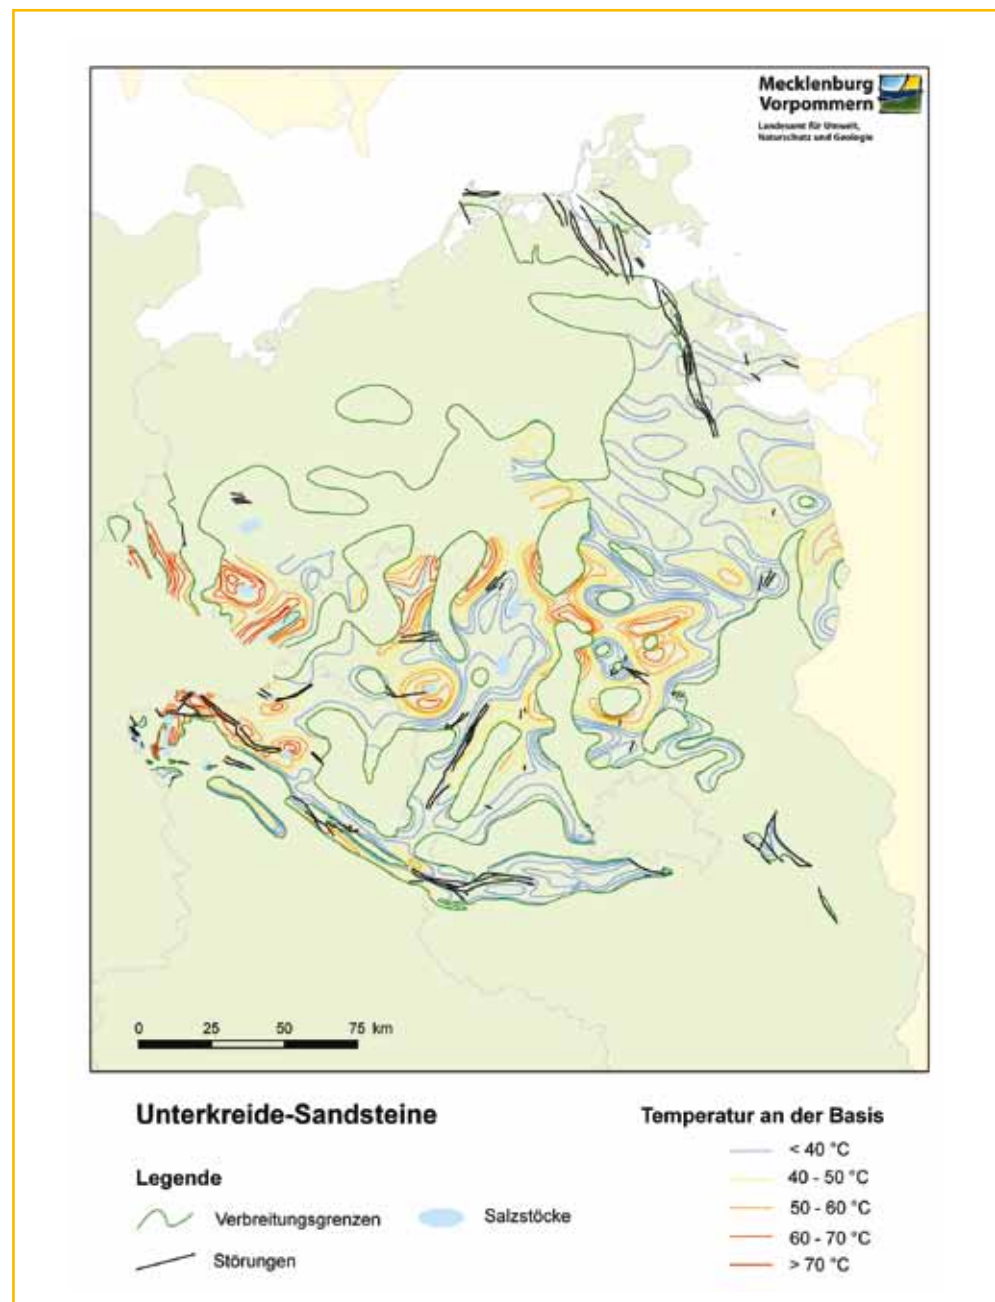 Mecklenburg
Vorpommern
Landesamt für Umwelt,
Naturschutz und Geologie
0 25 50 75 km
Unterkreide-Sandsteine
Temperatur an der Basis
< 40 °C
40 - 50 °C
50 - 60 °C
60 - 70 °C
> 70 °C
Legende
Verbreitungsgrenzen
Salzstöcke
Störungen